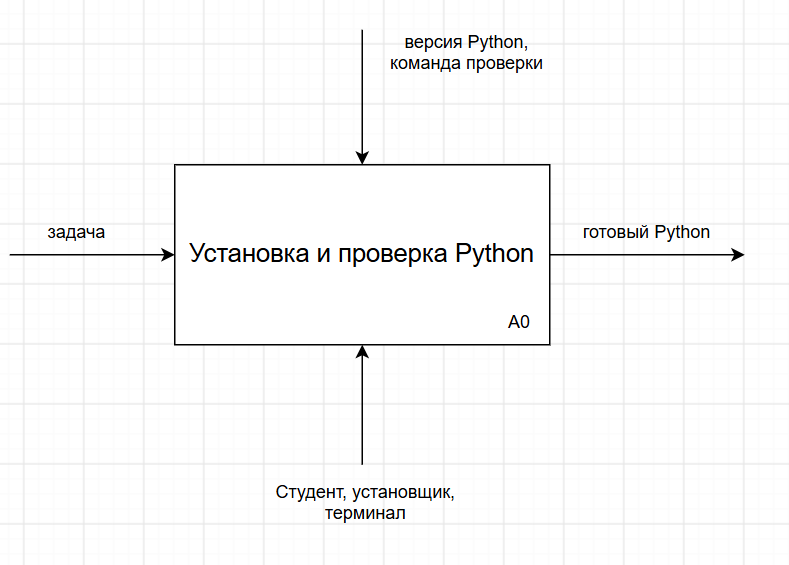 версия Python,
команда проверки
задача
Установка и проверка Python
готовый Python
A0
Студент, установщик,
терминал